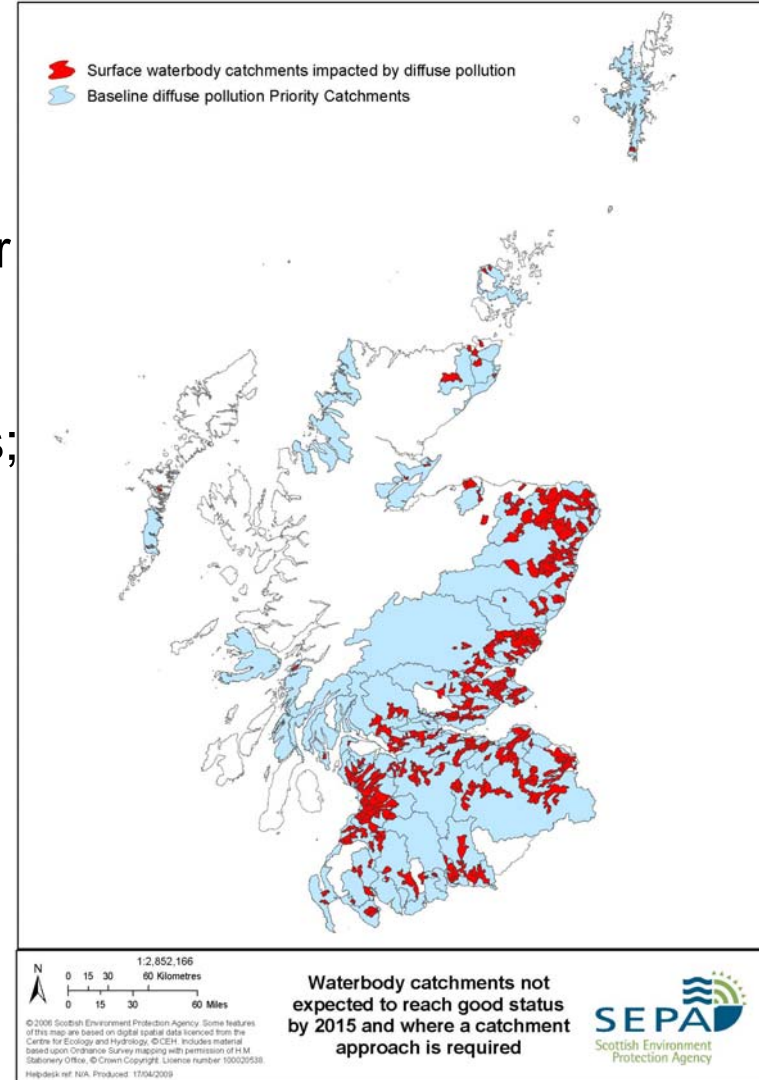 Surface waterbody catchments impacted by diffuse pollution
Baseline diffuse pollution Priority Catchments
r
s;
N
1:2,852,166
0 15 30 60 Kilometres
0 15 30 60 Miles
© 2006 Scottish Environment Protection Agency. Some features
of this map are based on digital spatial data licenced from the
Centre for Ecology and Hydrology, © CEH. Includes material
based upon Ordnance Survey mapping with permission of H.M.
Stationery Office, © Crown Copyright. Licence number 100020538.
Helpdesk ref: N/A. Produced: 17/04/2009
Waterbody catchments not
expected to reach good status
by 2015 and where a catchment
approach is required
SEPA
Scottish Environment
Protection Agency